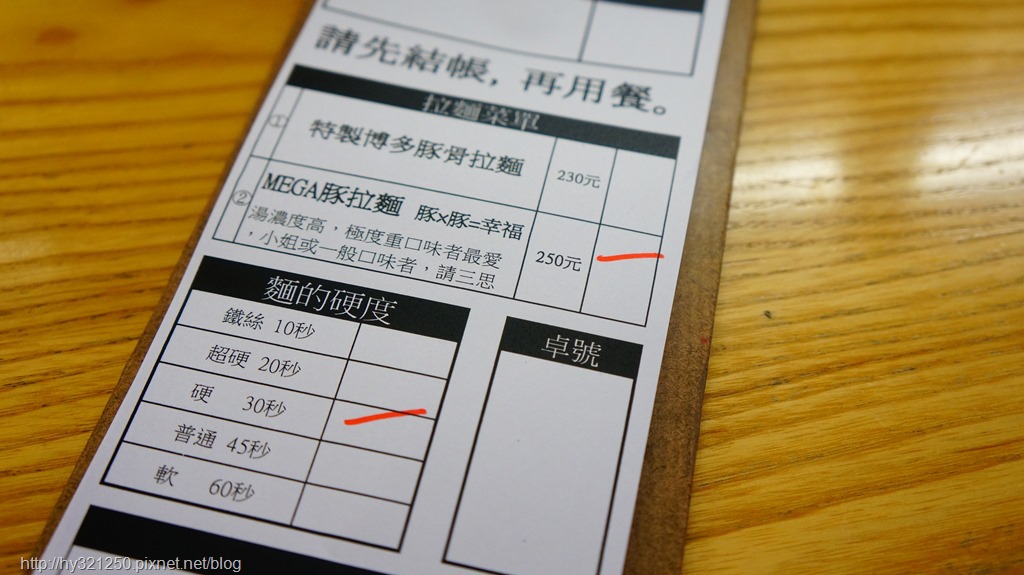 請先結帳，再用餐。
拉麵菜單
① 特製博多豚骨拉麵 230元
② MEGA豚拉麵 豚x豚=幸福
湯濃度高，極度重口味者最愛
，小姐或一般口味者，請三思
250元
麵的硬度
鐵絲 10秒
超硬 20秒
硬 30秒
普通 45秒
軟 60秒
卓號
http://hy321250.pixnet.net/blog